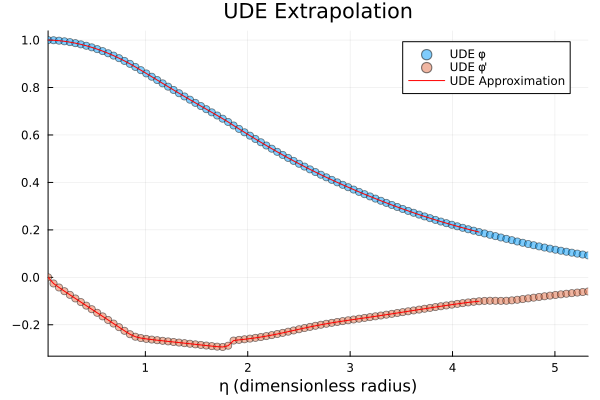 UDE Extrapolation
1.0
0.8
0.6
0.4
0.2
0.0
−0.2
UDE φ
UDE φ'
UDE Approximation
1 2 3 4 5
η (dimensionless radius)